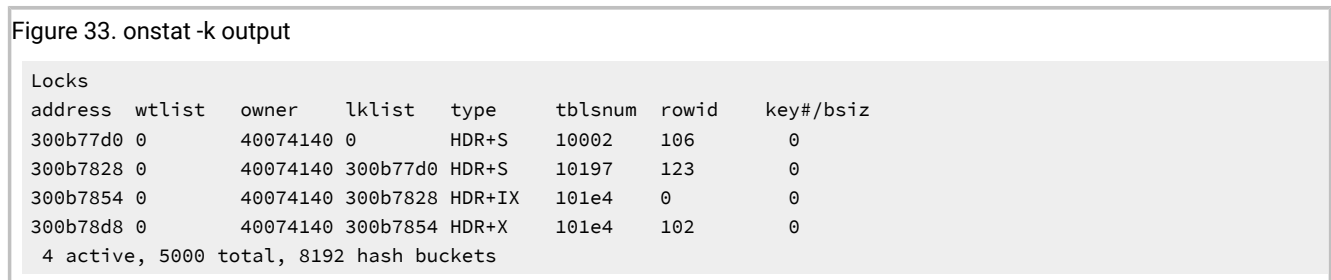 Figure 33. onstat -k output
Locks
address wtlist owner lklist type tblsnum rowid key#/bsiz
300b77d0 0 40074140 0 HDR+S 10002 106 0
300b7828 0 40074140 300b77d0 HDR+S 10197 123 0
300b7854 0 40074140 300b7828 HDR+IX 101e4 0 0
300b78d8 0 40074140 300b7854 HDR+X 101e4 102 0
4 active, 5000 total, 8192 hash buckets